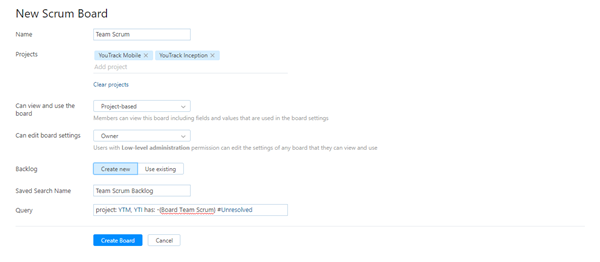 New Scrum Board
Name
Team Scrum
Projects
YouTrack Mobile ×
YouTrack Inception ×
Add project
Clear projects
Can view and use the
board
Project-based
Members can view this board including fields and values that are used in the board settings
Can edit board settings
Owner
Users with Low-level administration permission can edit the settings of any board that they can view and use
Backlog
Create new
Use existing
Saved Search Name
Team Scrum Backlog
Query
project: YTM, YTI has: -{Board Team Scrum} #Unresolved
Create Board
Cancel